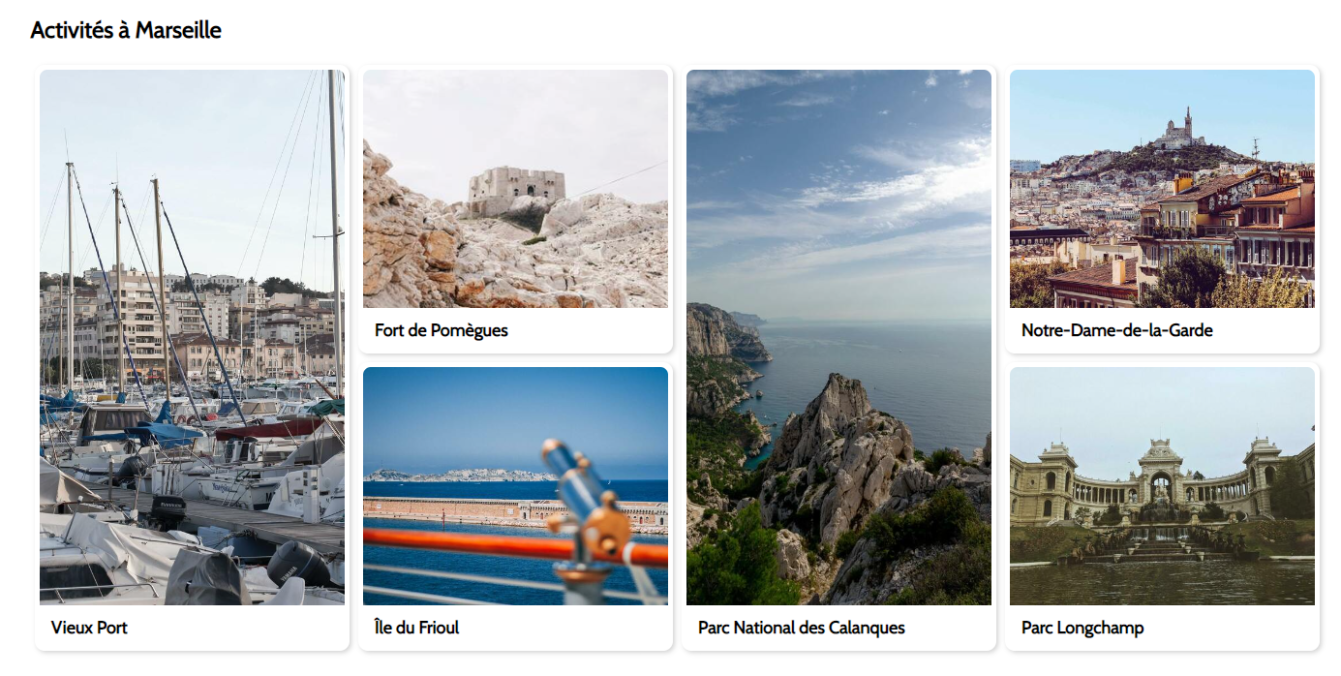 Activités à Marseille
Vieux Port
Fort de Pomègues
Île du Frioul
Parc National des Calanques
Notre-Dame-de-la-Garde
Parc Longchamp